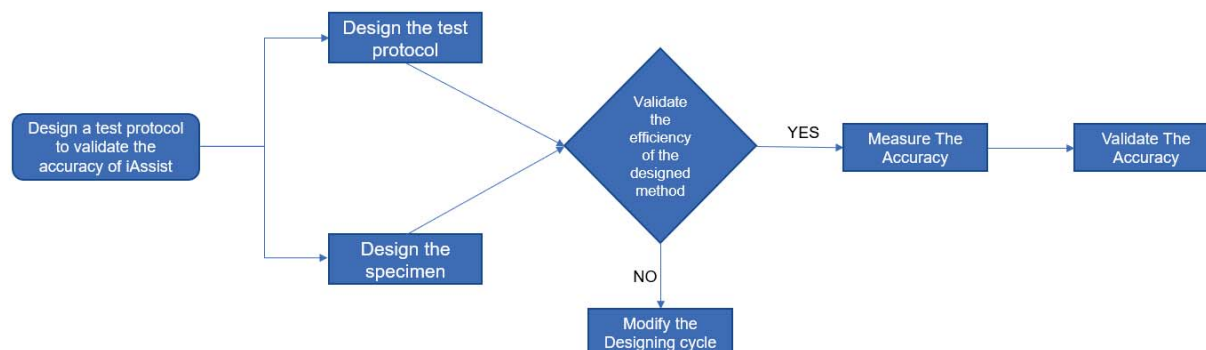 Design a test protocol
to validate the
accuracy of iAssist
Design the test
protocol
Design the
specimen
Validate
the
efficiency
of the
designed
method
YES
NO
Measure The
Accuracy
Validate The
Accuracy
Modify the
Designing cycle